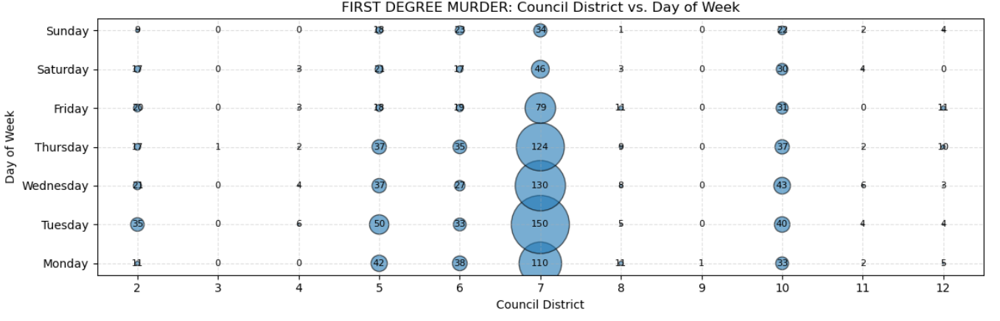 FIRST DEGREE MURDER: Council District vs. Day of Week
Day of Week
Sunday 9 0 0 18 23 34 1 0 22 2 4
Saturday 17 0 3 21 17 46 3 0 30 4 0
Friday 20 0 3 18 19 79 11 0 31 0 11
Thursday 17 1 2 37 35 124 9 0 37 2 10
Wednesday 21 0 4 37 27 130 8 0 43 6 3
Tuesday 35 0 6 50 33 150 5 0 40 4 4
Monday 11 0 0 42 38 110 11 1 33 2 5
2 3 4 5 6 7 8 9 10 11 12
Council District